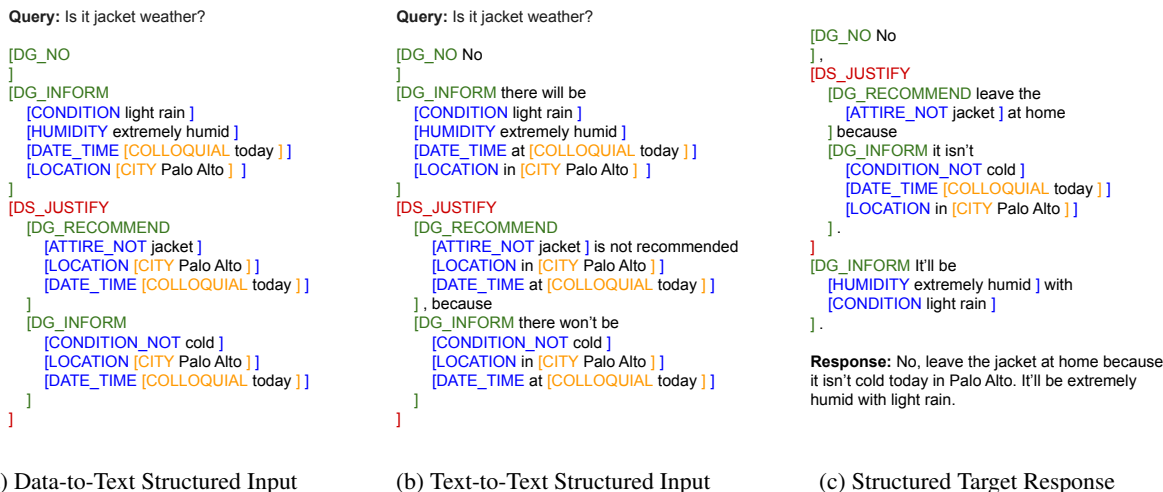 Query: Is it jacket weather?
[DG_NO
]
[DG_INFORM
[CONDITION light rain ]
[HUMIDITY extremely humid ]
[DATE_TIME [COLLOQUIAL today ] ]
[LOCATION [CITY Palo Alto ] ]
]
[DS_JUSTIFY
[DG_RECOMMEND
[ATTIRE_NOT jacket ]
[LOCATION [CITY Palo Alto ] ]
[DATE_TIME [COLLOQUIAL today ] ]
]
[DG_INFORM
[CONDITION_NOT cold ]
[LOCATION [CITY Palo Alto ] ]
[DATE_TIME [COLLOQUIAL today ] ]
]
]
) Data-to-Text Structured Input
Query: Is it jacket weather?
[DG_NO No
]
[DG_INFORM there will be
[CONDITION light rain ]
[HUMIDITY extremely humid ]
[DATE_TIME at [COLLOQUIAL today ] ]
[LOCATION in [CITY Palo Alto ] ]
]
[DS_JUSTIFY
[DG_RECOMMEND
[ATTIRE_NOT jacket ] is not recommended
[LOCATION in [CITY Palo Alto ] ]
[DATE_TIME at [COLLOQUIAL today ] ]
] , because
[DG_INFORM there won't be
[CONDITION_NOT cold ]
[LOCATION in [CITY Palo Alto ] ]
[DATE_TIME at [COLLOQUIAL today ] ]
]
]
(b) Text-to-Text Structured Input
[DG_NO No
] ,
[DS_JUSTIFY
[DG_RECOMMEND leave the
[ATTIRE_NOT jacket ] at home
] because
[DG_INFORM it isn't
[CONDITION_NOT cold ]
[DATE_TIME [COLLOQUIAL today ] ]
[LOCATION in [CITY Palo Alto ] ]
] .
]
[DG_INFORM It'll be
[HUMIDITY extremely humid ] with
[CONDITION light rain ]
] .
Response: No, leave the jacket at home because
it isn't cold today in Palo Alto. It'll be extremely
humid with light rain.
(c) Structured Target Response